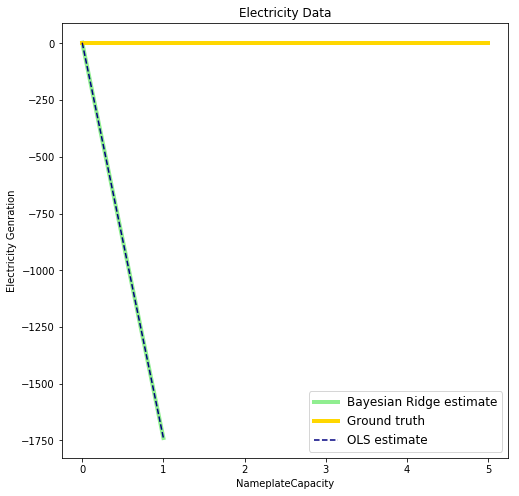 Electricity Data
0
−250
−500
−750
−1000
−1250
−1500
−1750
Electricity Genration
Bayesian Ridge estimate
Ground truth
OLS estimate
0 1 2 3 4 5
NameplateCapacity